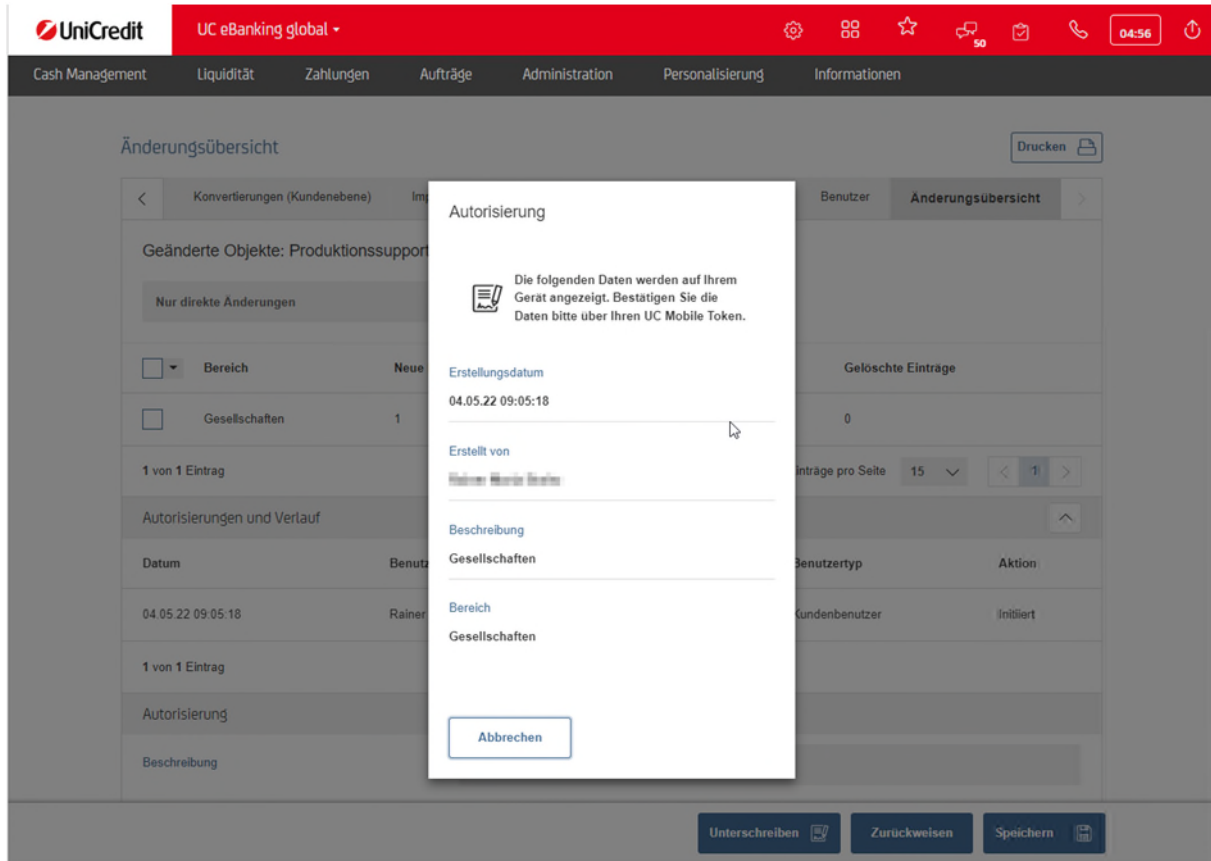 UniCredit
UC eBanking global
50
04:56
Cash Management Liquidität Zahlungen Aufträge Administration Personalisierung Informationen
Änderungsübersicht
Drucken
Konvertierungen (Kundenebene) Imp Benutzer Änderungsübersicht
Geänderte Objekte: Produktionssupport
Nur direkte Änderungen
Bereich Neue Gelöschte Einträge
Gesellschaften 1 0
1 von 1 Eintrag inträge pro Seite 15 1
Autorisierungen und Verlauf
Datum Benutz Benutzertyp Aktion
04.05.22 09:05:18 Rainer Kundenbenutzer Initiiert
1 von 1 Eintrag
Autorisierung
Beschreibung
Autorisierung
Die folgenden Daten werden auf Ihrem
Gerät angezeigt. Bestätigen Sie die
Daten bitte über Ihren UC Mobile Token.
Erstellungsdatum
04.05.22 09:05:18
Erstellt von
Beschreibung
Gesellschaften
Bereich
Gesellschaften
Abbrechen
Unterschreiben Zurückweisen Speichern